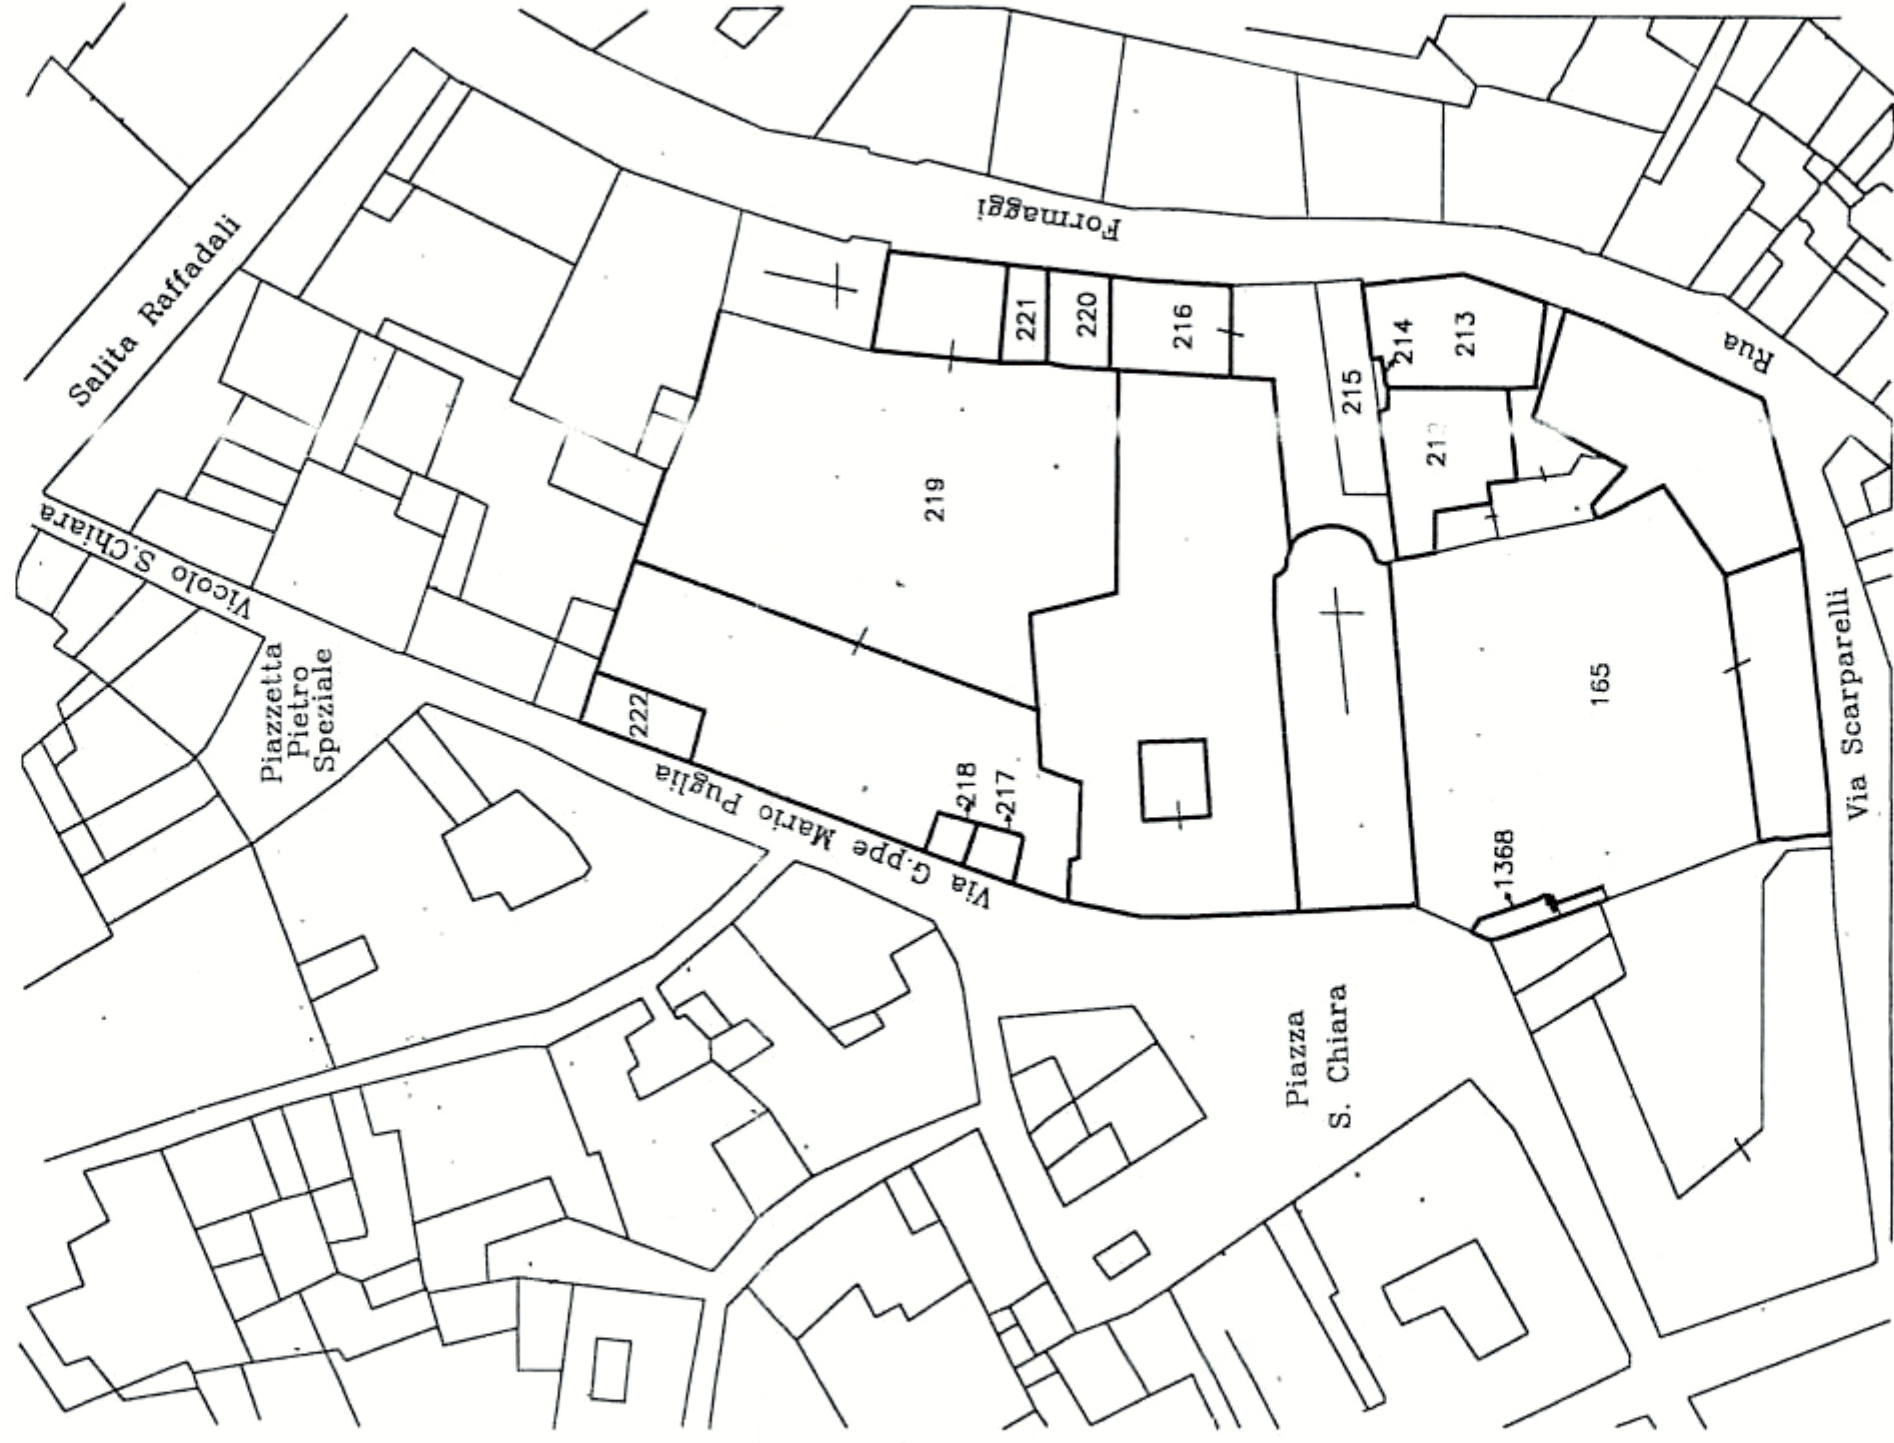 Salita Raffadali
Formaggi
Rua
221
220
216
214
213
215
219
Vicolo S.Chiara
Piazzetta
Pietro
Speziale
222
Via G.ppe Mario Puglia
218
217
165
1368
Via Scarparelli
Piazza
S. Chiara